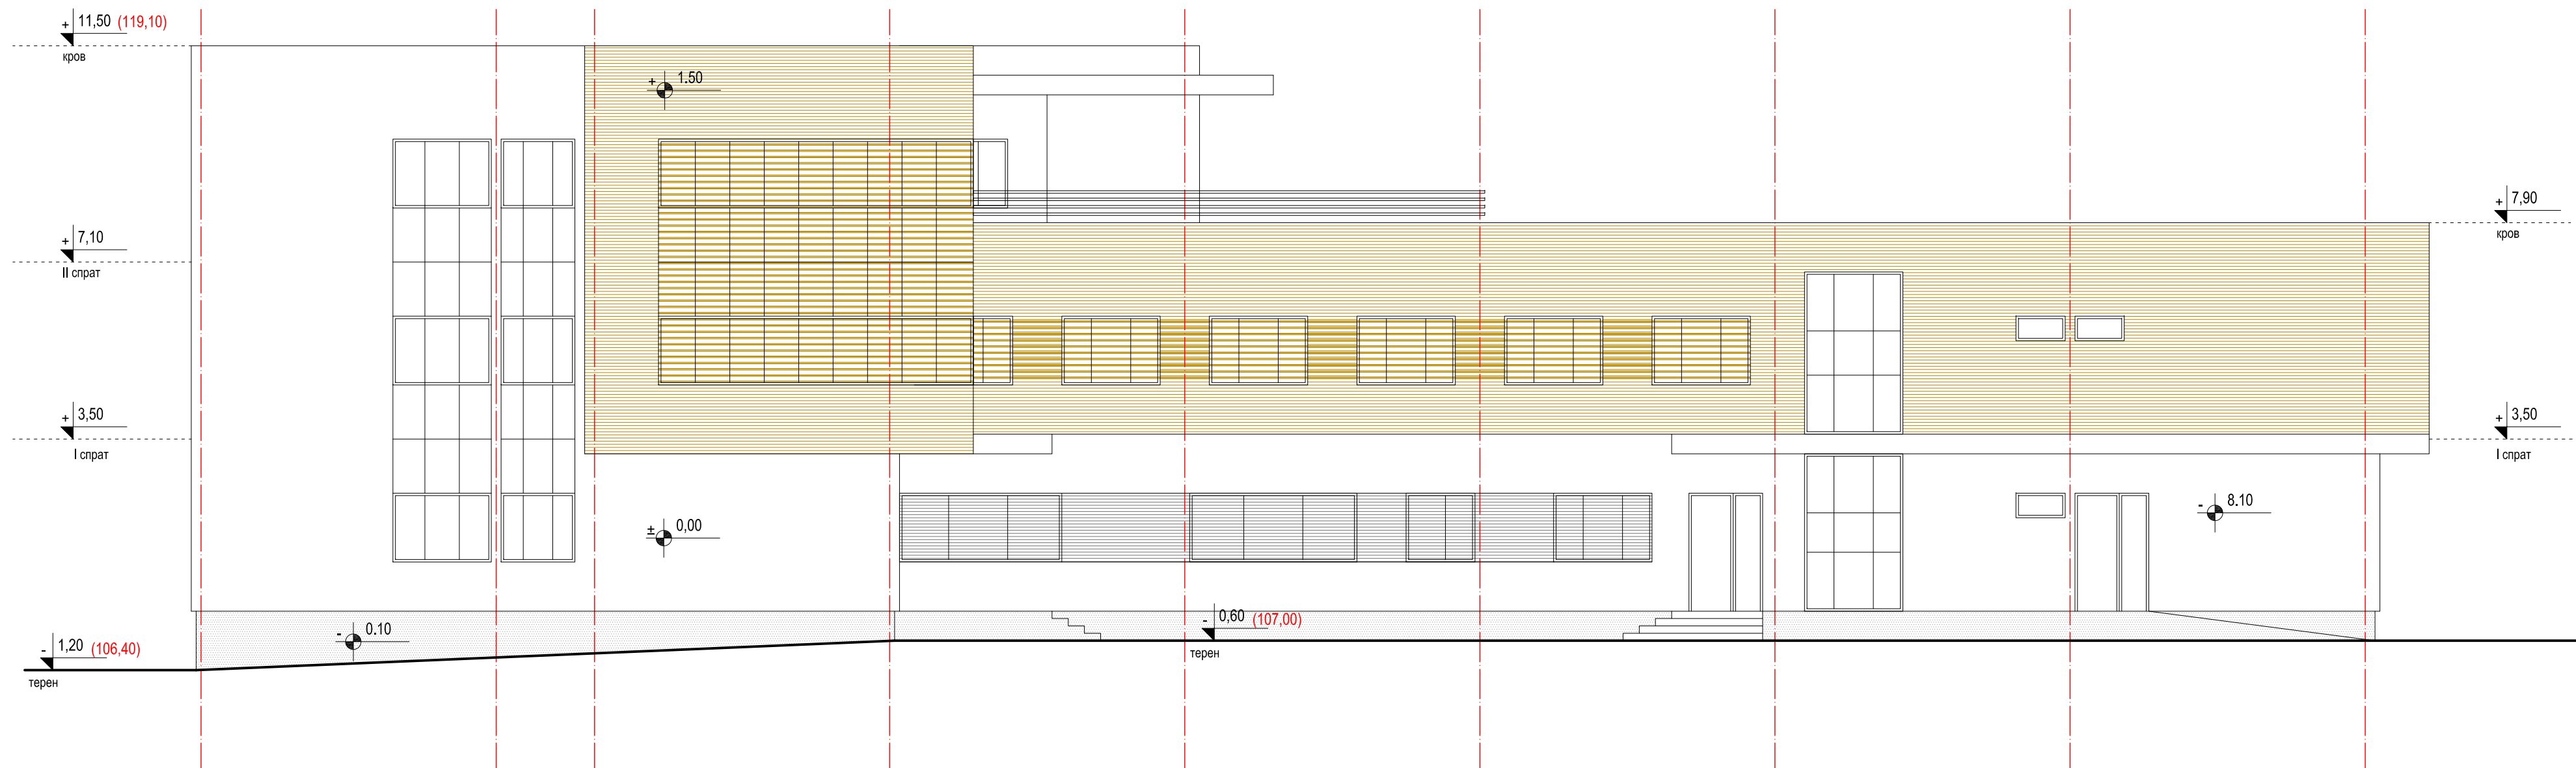 + 11,50 (119,10)
кров
+ 1.50
+ 7,90
кров
+ 7,10
II спрат
+ 3,50
I спрат
+ 3,50
I спрат
- 8.10
± 0,00
- 0,60 (107,00)
терен
- 0.10
- 1,20 (106,40)
терен